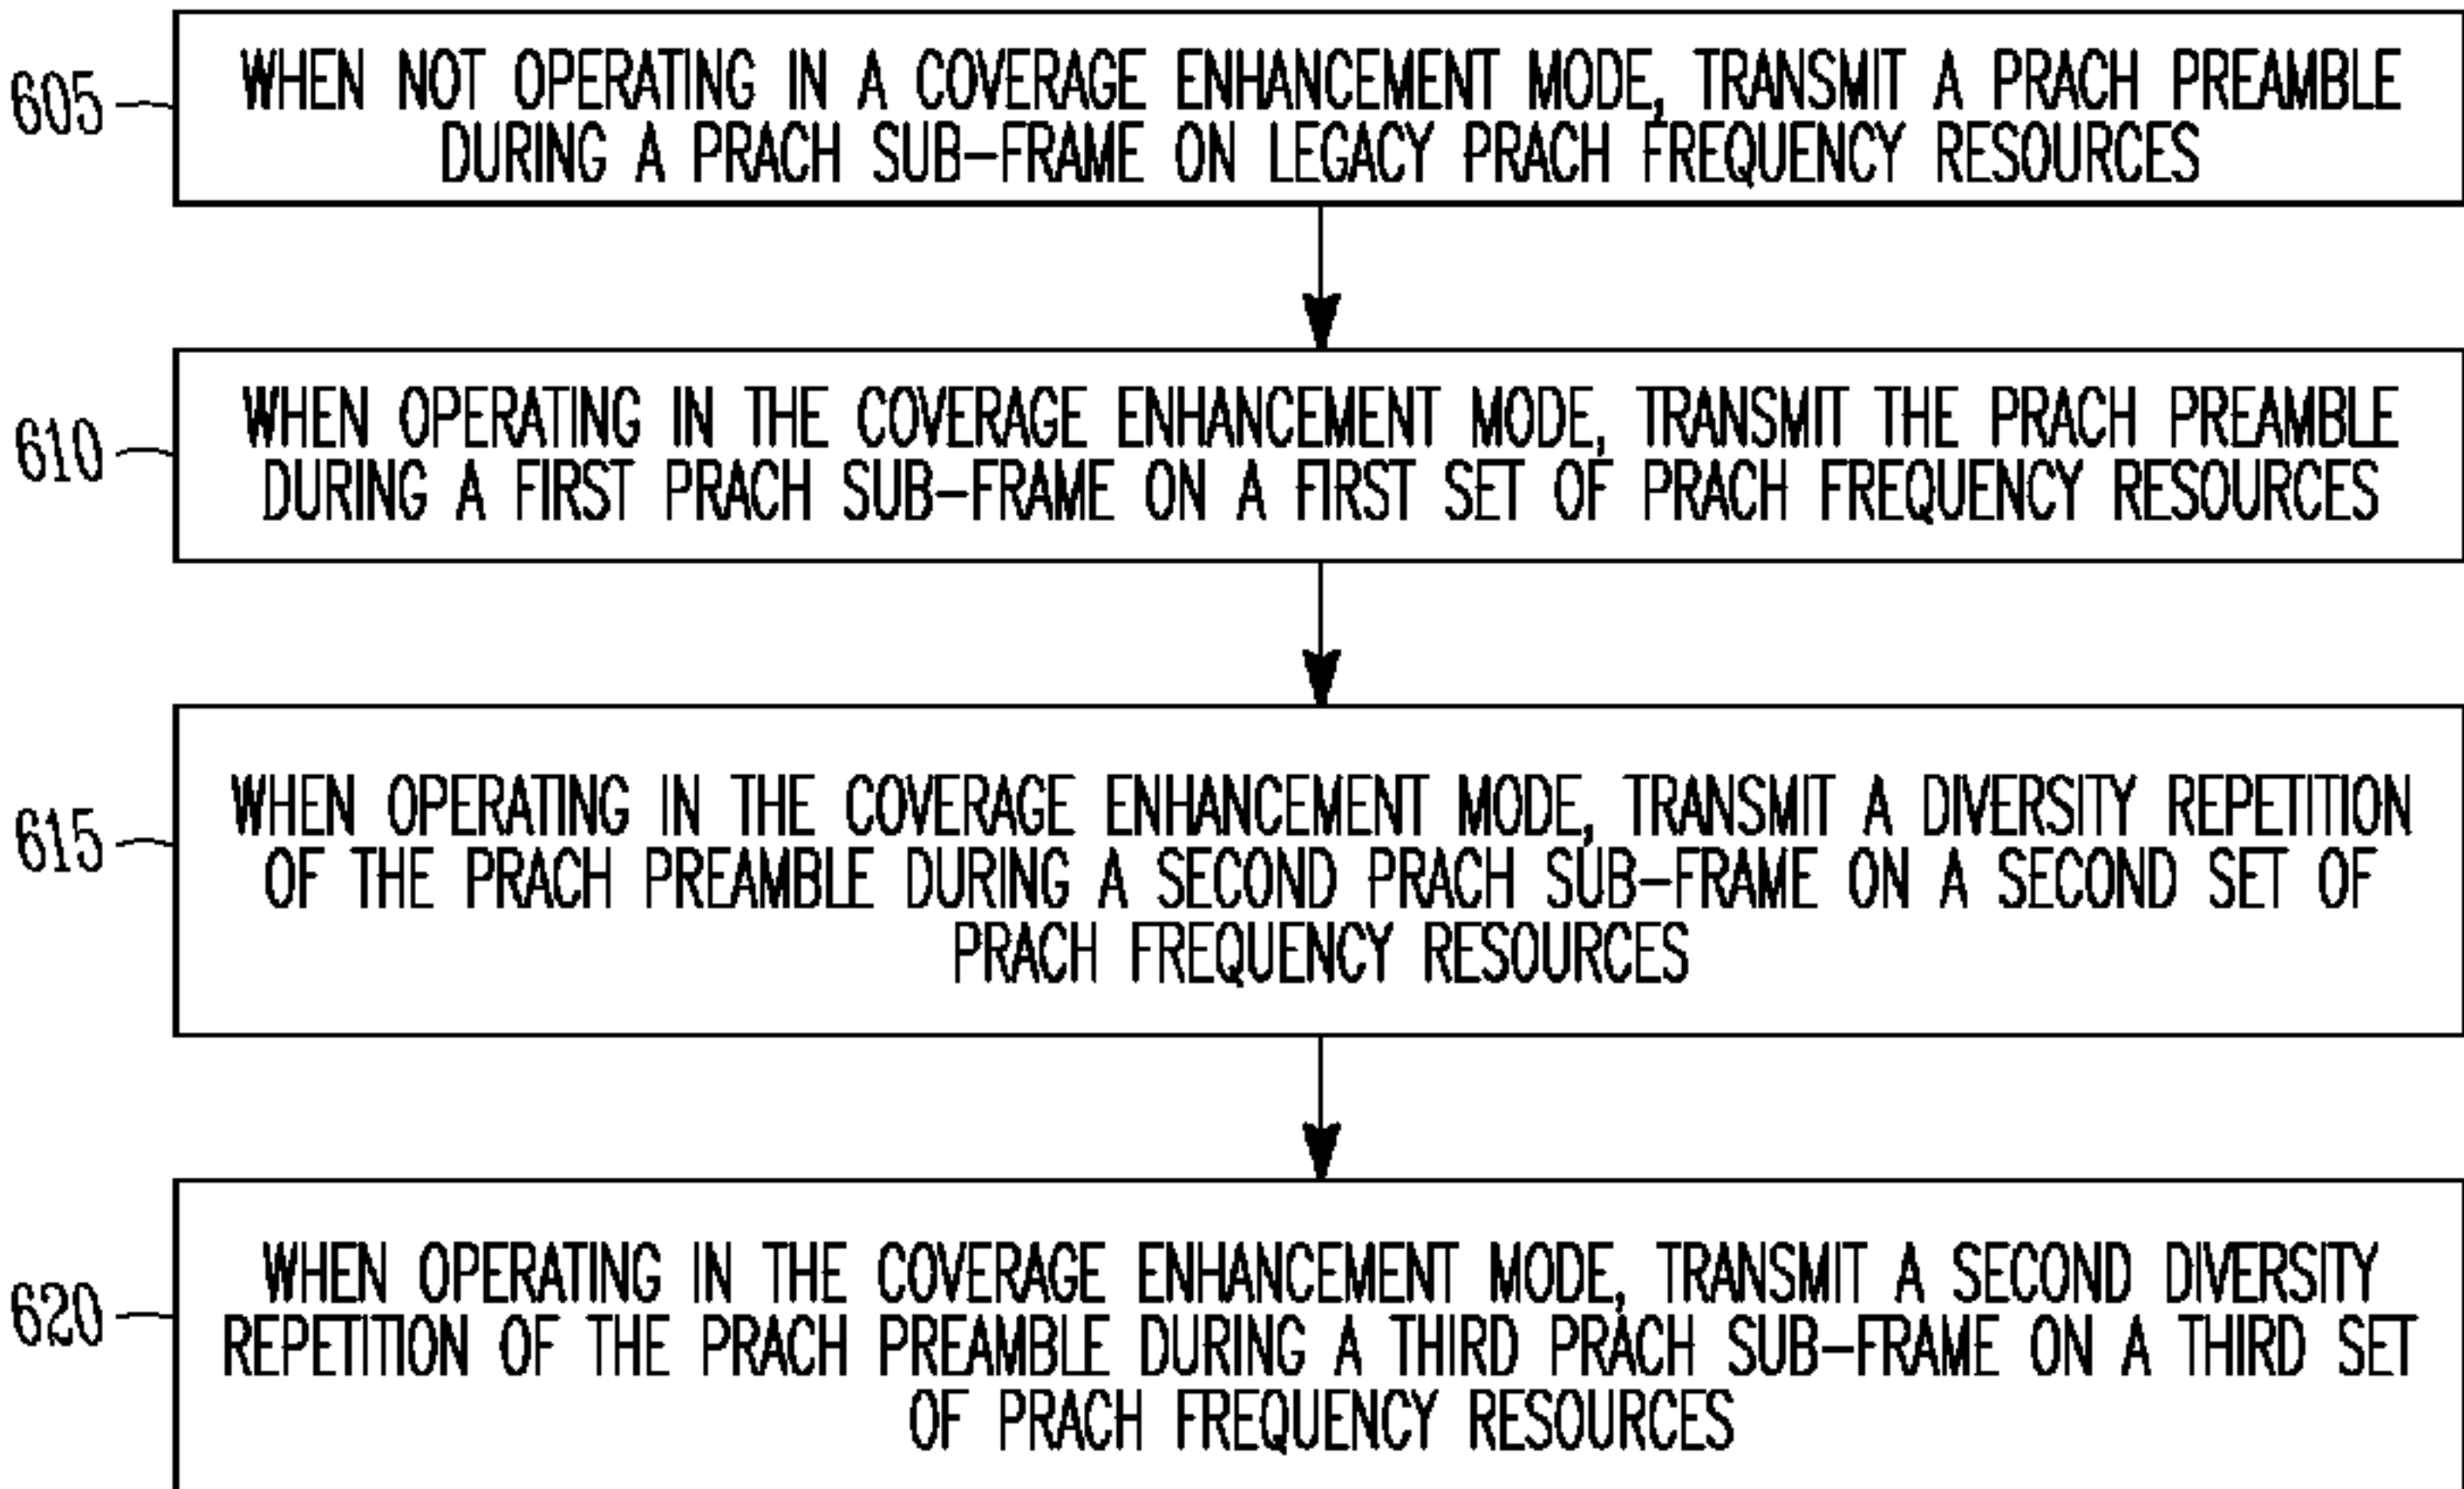 605
WHEN NOT OPERATING IN A COVERAGE ENHANCEMENT MODE, TRANSMIT A PRACH PREAMBLE
DURING A PRACH SUB-FRAME ON LEGACY PRACH FREQUENCY RESOURCES
610
WHEN OPERATING IN THE COVERAGE ENHANCEMENT MODE, TRANSMIT THE PRACH PREAMBLE
DURING A FIRST PRACH SUB-FRAME ON A FIRST SET OF PRACH FREQUENCY RESOURCES
615
WHEN OPERATING IN THE COVERAGE ENHANCEMENT MODE, TRANSMIT A DIVERSITY REPETITION
OF THE PRACH PREAMBLE DURING A SECOND PRACH SUB-FRAME ON A SECOND SET OF
PRACH FREQUENCY RESOURCES
620
WHEN OPERATING IN THE COVERAGE ENHANCEMENT MODE, TRANSMIT A SECOND DIVERSITY
REPETITION OF THE PRACH PREAMBLE DURING A THIRD PRACH SUB-FRAME ON A THIRD SET
OF PRACH FREQUENCY RESOURCES